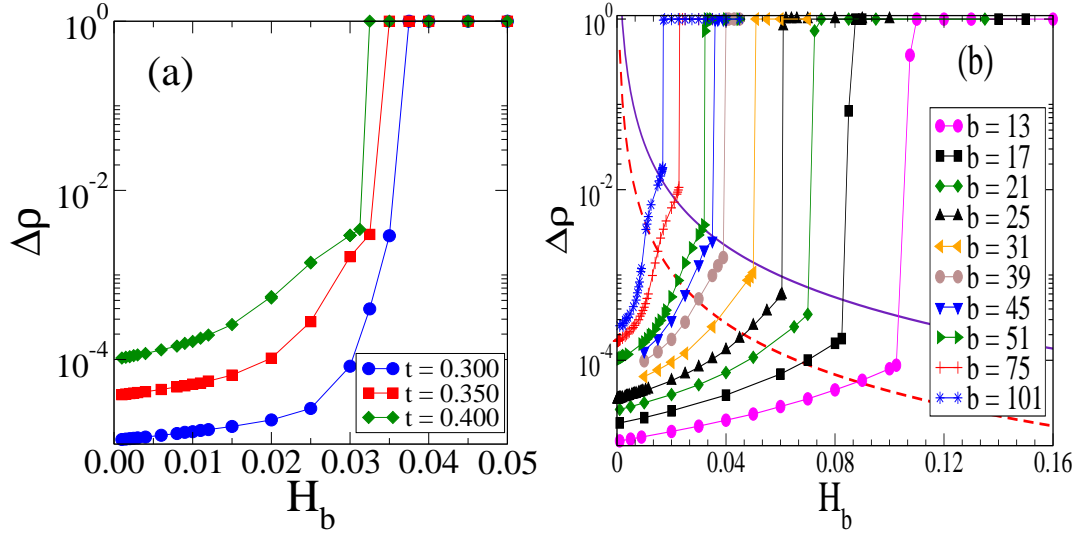 (a)
10^0
10^-2
10^-4
Δρ
0.00 0.01 0.02 0.03 0.04 0.05
H_b
t = 0.300
t = 0.350
t = 0.400
(b)
10^0
10^-2
10^-4
Δρ
0 0.04 0.08 0.12 0.16
H_b
b = 13
b = 17
b = 21
b = 25
b = 31
b = 39
b = 45
b = 51
b = 75
b = 101